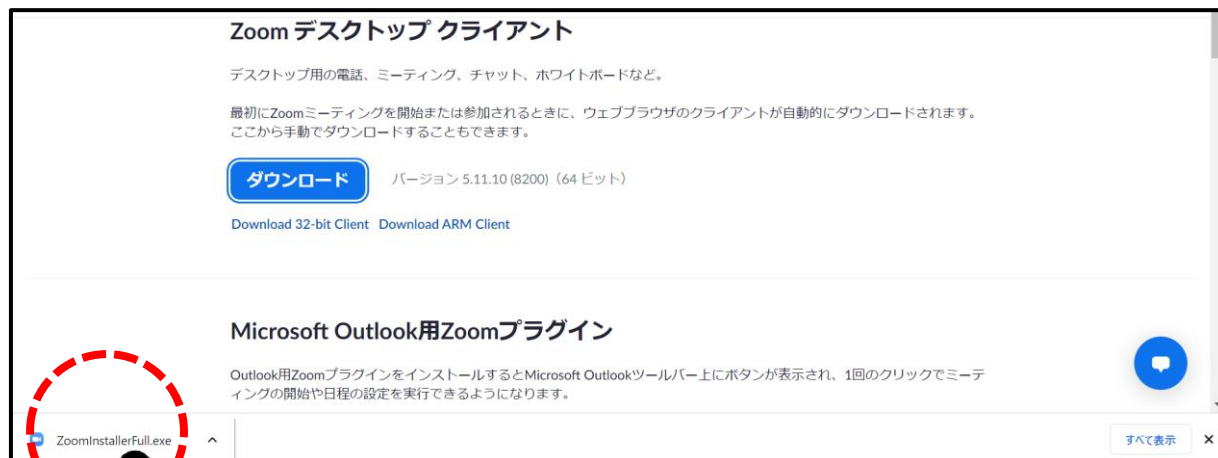 Zoom デスクトップ クライアント
デスクトップ用の電話、ミーティング、チャット、ホワイトボードなど。
最初にZoomミーティングを開始または参加されるときに、ウェブブラウザのクライアントが自動的にダウンロードされます。
ここから手動でダウンロードすることもできます。
ダウンロード バージョン 5.11.10 (8200)（64 ビット）
Download 32-bit Client Download ARM Client
Microsoft Outlook用Zoomプラグイン
Outlook用ZoomプラグインをインストールするとMicrosoft Outlookツールバー上にボタンが表示され、1回のクリックでミーテ
ィングの開始や日程の設定を実行できるようになります。
ZoomInstallerFull.exe すべて表示